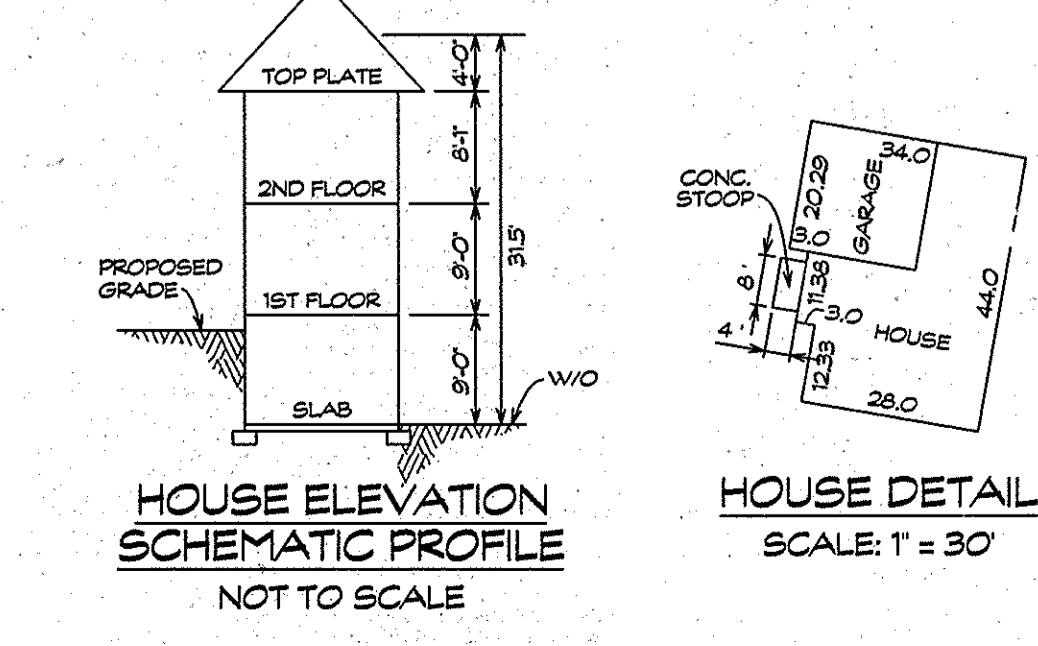 TOP PLATE
4'-0"
8'-1"
2ND FLOOR
9'-0"
31.5'
PROPOSED
GRADE
1ST FLOOR
9'-0"
SLAB
W/O
HOUSE ELEVATION
SCHEMATIC PROFILE
NOT TO SCALE
34.0
20.29
GARAGE
CONC.
STOOP
3.0
8'
11.38
3.0
4'
12.33
HOUSE
44.0
28.0
HOUSE DETAIL
SCALE: 1" = 30'